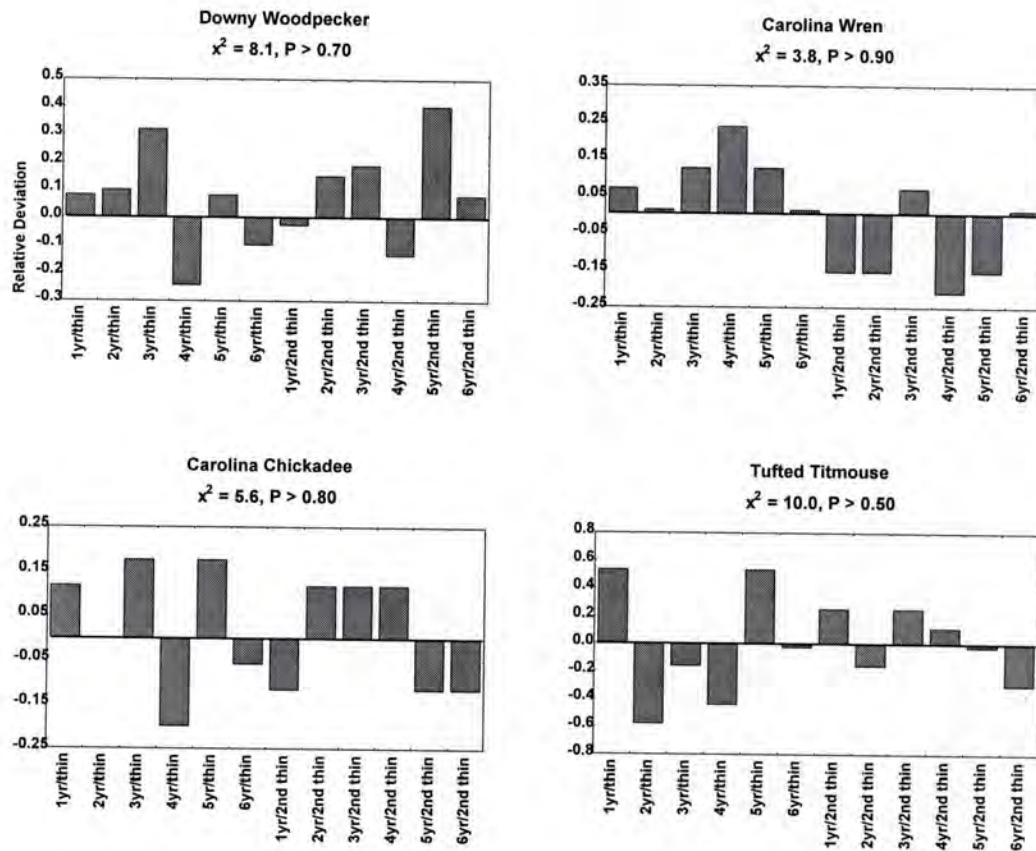 Downy Woodpecker
x² = 8.1, P > 0.70
0.5
0.4
0.3
0.2
0.1
0.0
-0.1
-0.2
-0.3
Relative Deviation
1yr/thin
2yr/thin
3yr/thin
4yr/thin
5yr/thin
6yr/thin
1yr/2nd thin
2yr/2nd thin
3yr/2nd thin
4yr/2nd thin
5yr/2nd thin
6yr/2nd thin
Carolina Wren
x² = 3.8, P > 0.90
0.35
0.25
0.15
0.05
-0.05
-0.15
-0.25
1yr/thin
2yr/thin
3yr/thin
4yr/thin
5yr/thin
6yr/thin
1yr/2nd thin
2yr/2nd thin
3yr/2nd thin
4yr/2nd thin
5yr/2nd thin
6yr/2nd thin
Carolina Chickadee
x² = 5.6, P > 0.80
0.25
0.15
0.05
-0.05
-0.15
-0.25
1yr/thin
2yr/thin
3yr/thin
4yr/thin
5yr/thin
6yr/thin
1yr/2nd thin
2yr/2nd thin
3yr/2nd thin
4yr/2nd thin
5yr/2nd thin
6yr/2nd thin
Tufted Titmouse
x² = 10.0, P > 0.50
0.8
0.6
0.4
0.2
0.0
-0.2
-0.4
-0.6
-0.8
1yr/thin
2yr/thin
3yr/thin
4yr/thin
5yr/thin
6yr/thin
1yr/2nd thin
2yr/2nd thin
3yr/2nd thin
4yr/2nd thin
5yr/2nd thin
6yr/2nd thin